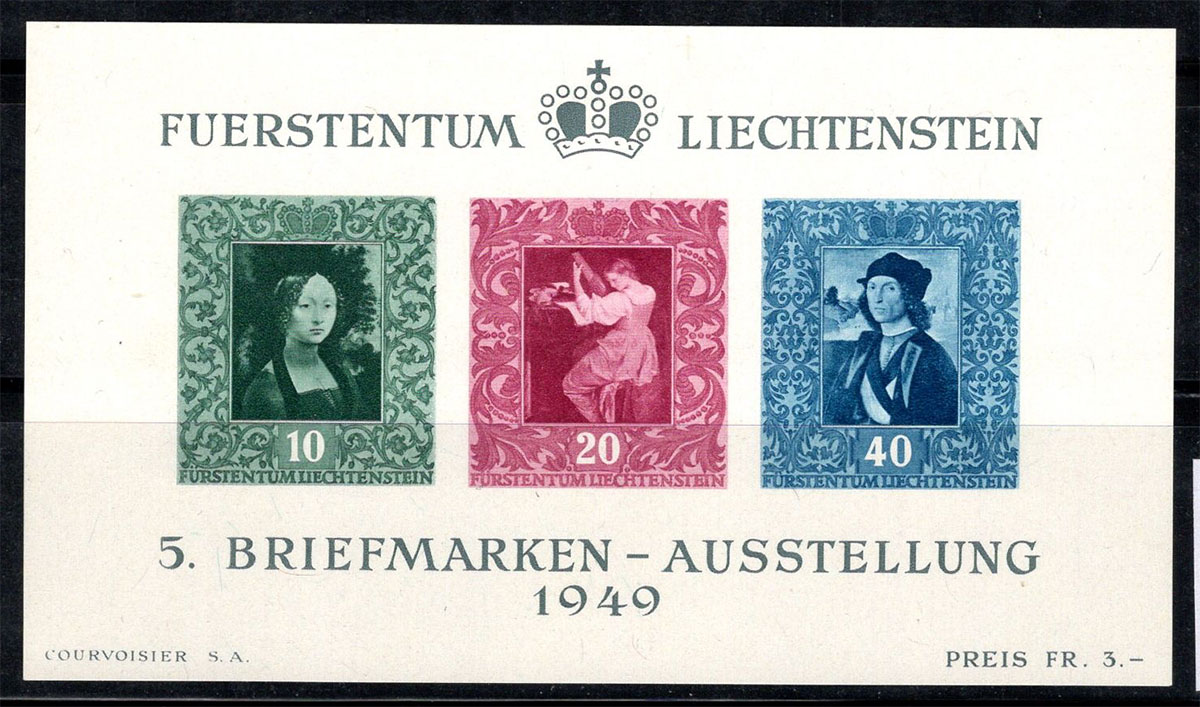 FUERSTENTUM LIECHTENSTEIN
10
FÜRSTENTUM LIECHTENSTEIN
20
FÜRSTENTUM LIECHTENSTEIN
40
FÜRSTENTUM LIECHTENSTEIN
5. BRIEFMARKEN – AUSSTELLUNG
1949
COURVOISIER S. A.
PREIS FR. 3.–